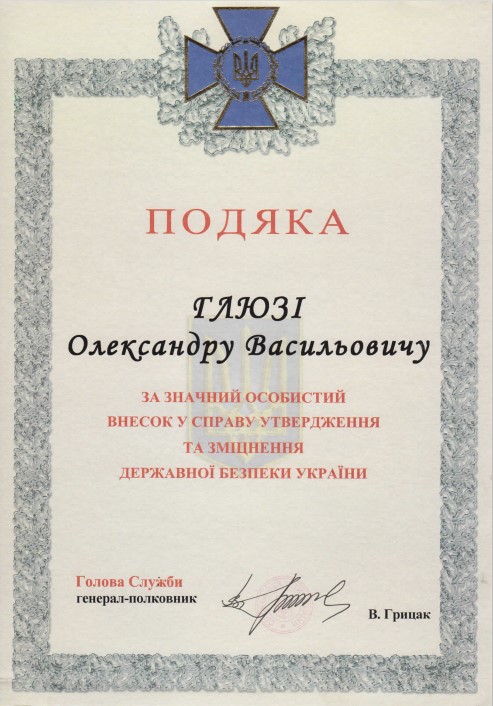 ПОДЯКА
ГЛЮЗІ
Олександру Васильовичу
ЗА ЗНАЧНИЙ ОСОБИСТИЙ
ВНЕСОК У СПРАВУ УТВЕРДЖЕННЯ
ТА ЗМІЦНЕННЯ
ДЕРЖАВНОЇ БЕЗПЕКИ УКРАЇНИ
Голова Служби
генерал-полковник
В. Грицак